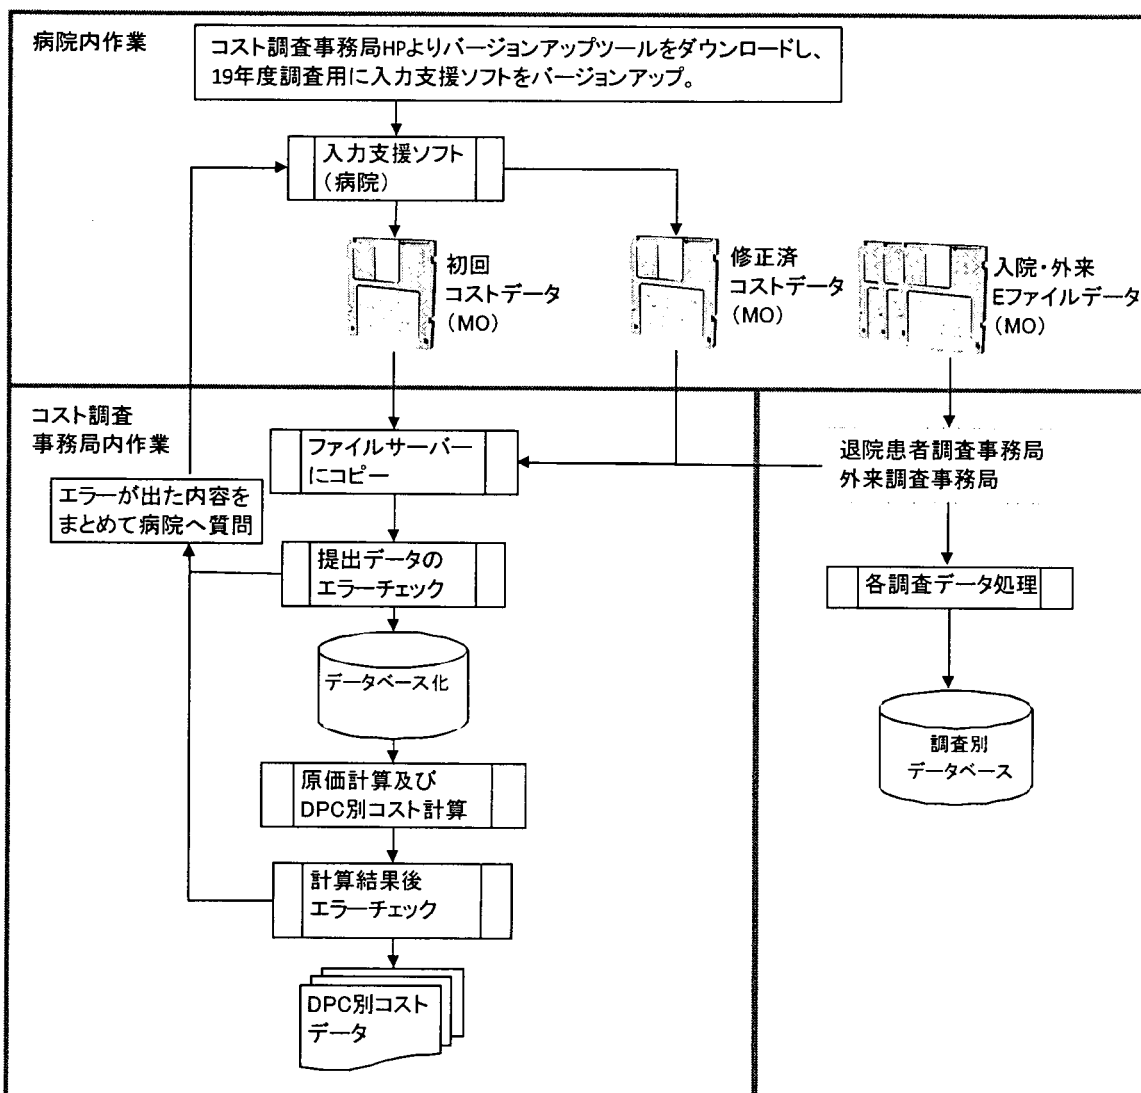 病院内作業
コスト調査事務局HPよりバージョンアップツールをダウンロードし、
19年度調査用に入力支援ソフトをバージョンアップ。
入力支援ソフト
（病院）
初回
コストデータ
（MO）
修正済
コストデータ
（MO）
入院・外来
Eファイルデータ
（MO）
コスト調査
事務局内作業
ファイルサーバー
にコピー
退院患者調査事務局
外来調査事務局
エラーが出た内容を
まとめて病院へ質問
提出データの
エラーチェック
各調査データ処理
データベース化
調査別
データベース
原価計算及び
DPC別コスト計算
計算結果後
エラーチェック
DPC別コスト
データ